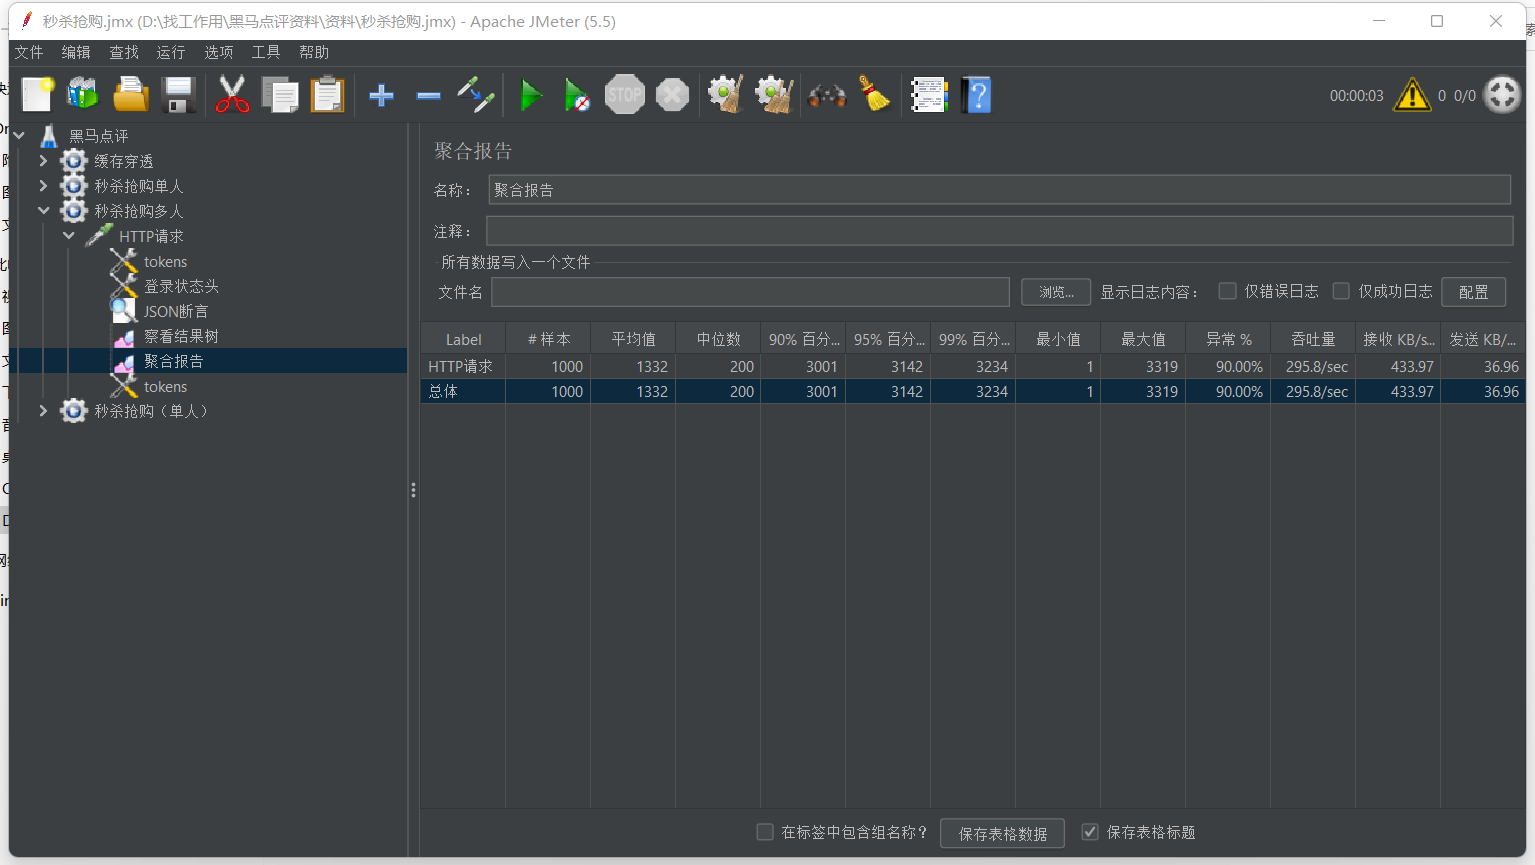 秒杀抢购.jmx (D:\找工作用\黑马点评资料\资料\秒杀抢购.jmx) - Apache JMeter (5.5)
文件 编辑 查找 运行 选项 工具 帮助
STOP 00:00:03 0 0/0
黑马点评
缓存穿透
秒杀抢购单人
秒杀抢购多人
HTTP请求
tokens
登录状态头
JSON断言
察看结果树
聚合报告
tokens
秒杀抢购（单人）
聚合报告
名称： 聚合报告
注释：
所有数据写入一个文件
文件名 浏览... 显示日志内容： 仅错误日志 仅成功日志 配置
Label # 样本 平均值 中位数 90% 百分... 95% 百分... 99% 百分... 最小值 最大值 异常 % 吞吐量 接收 KB/s... 发送 KB/...
HTTP请求 1000 1332 200 3001 3142 3234 1 3319 90.00% 295.8/sec 433.97 36.96
总体 1000 1332 200 3001 3142 3234 1 3319 90.00% 295.8/sec 433.97 36.96
在标签中包含组名称？ 保存表格数据 保存表格标题